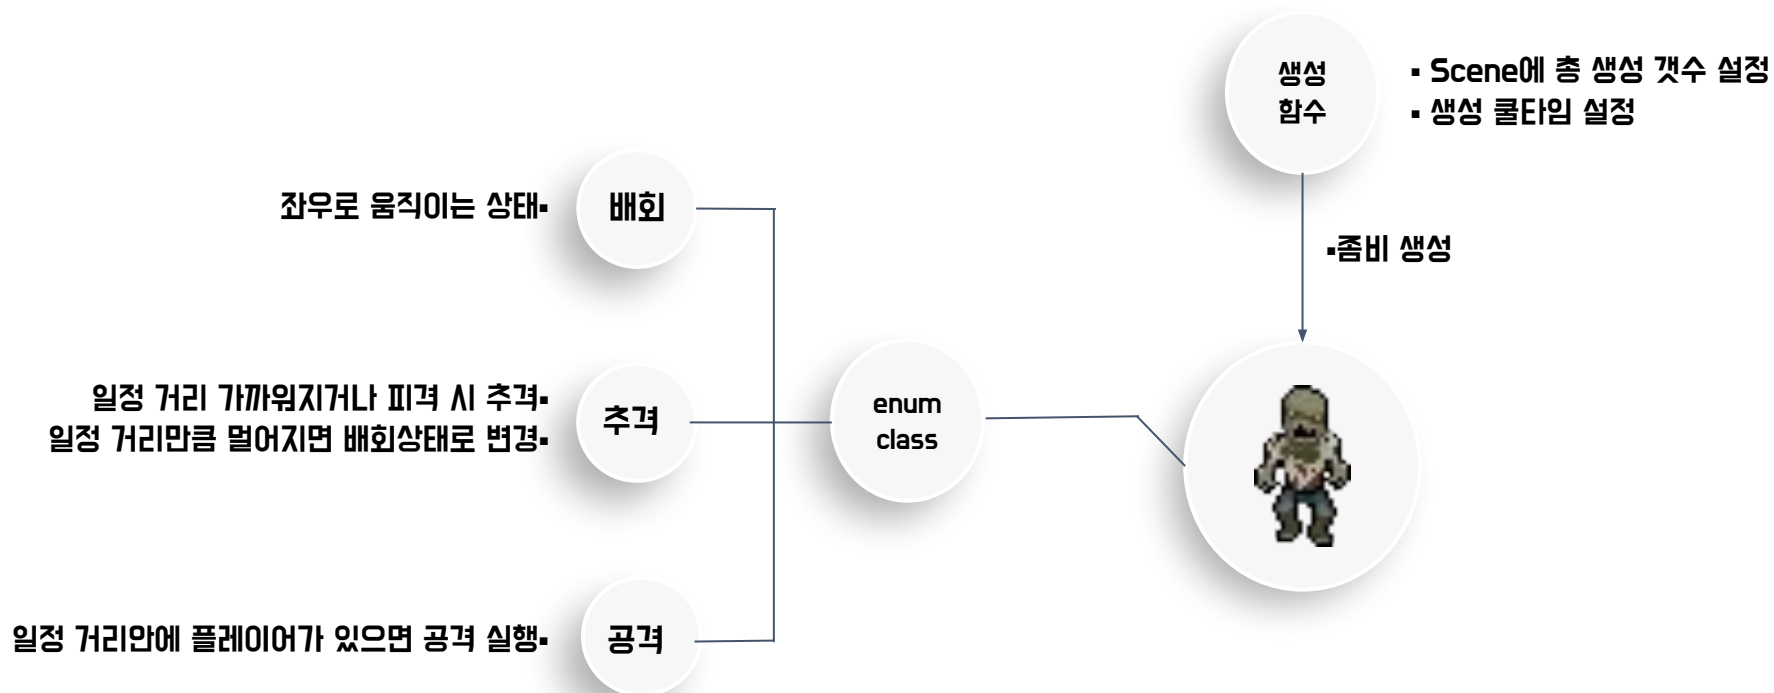 생성
함수
▪ Scene에 총 생성 갯수 설정
▪ 생성 쿨타임 설정
좌우로 움직이는 상태▪
배회
▪좀비 생성
일정 거리 가까워지거나 피격 시 추격▪
일정 거리만큼 멀어지면 배회상태로 변경▪
추격
enum
class
일정 거리안에 플레이어가 있으면 공격 실행▪
공격